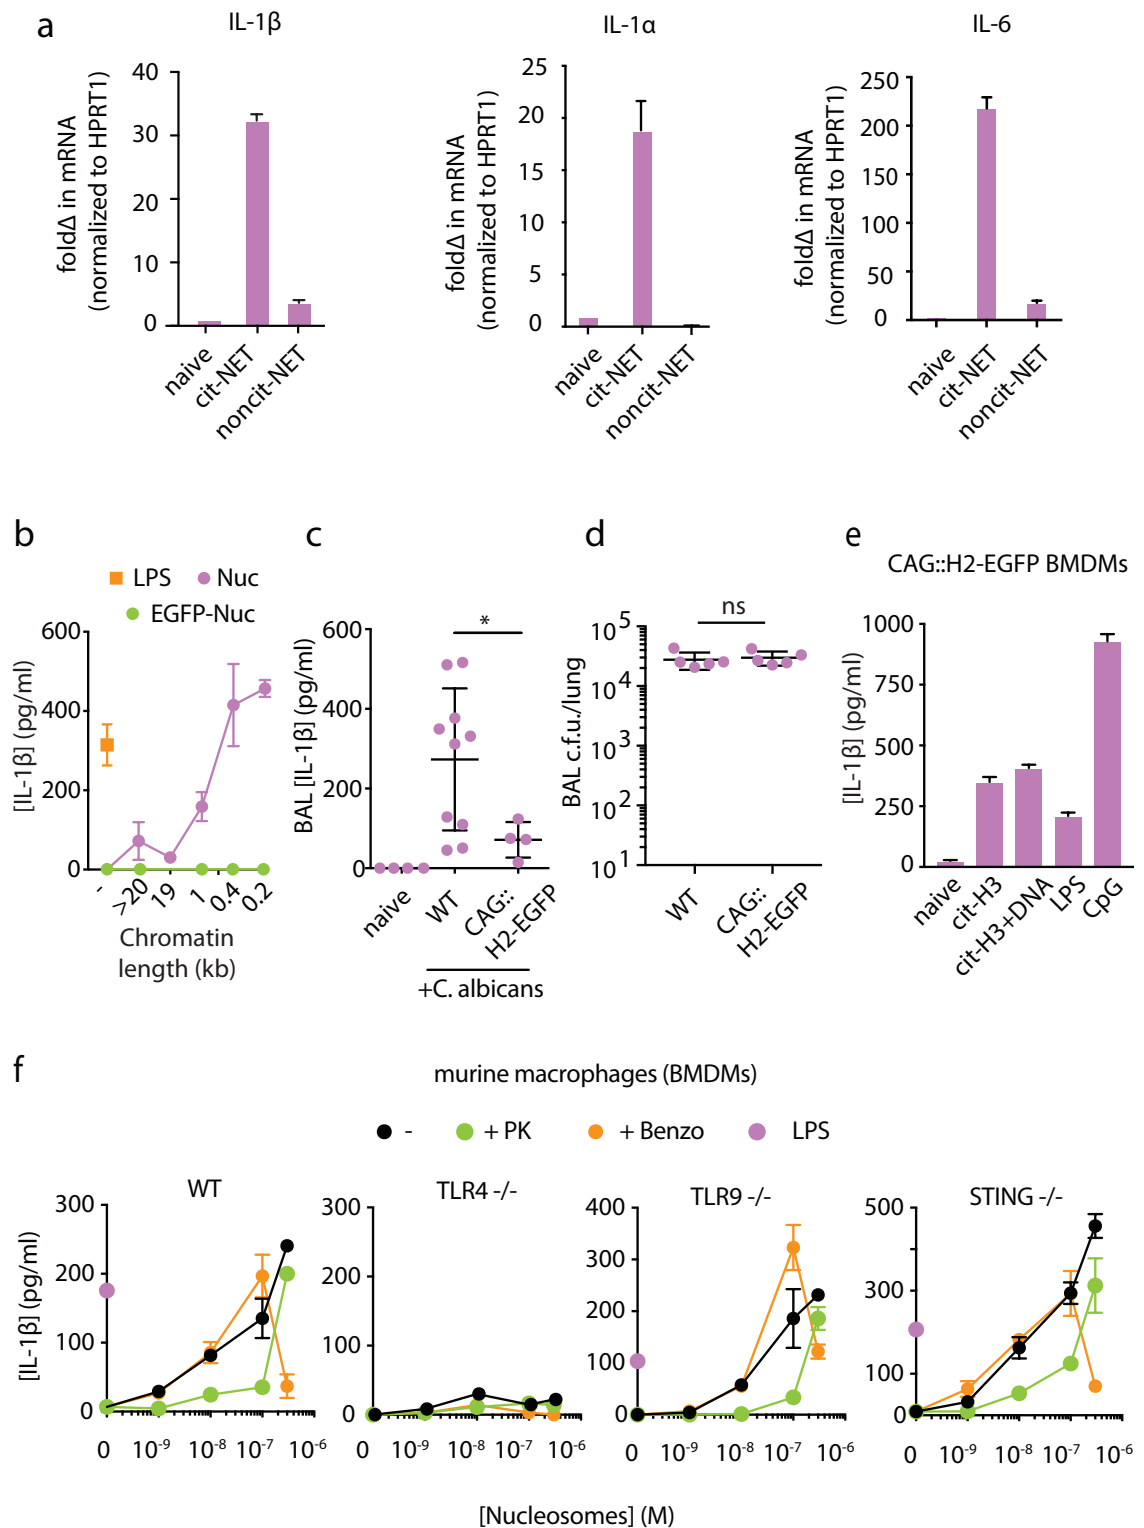 a
IL-1β
IL-1α
IL-6
foldΔ in mRNA
(normalized to HPRT1)
40
30
20
10
0
naive
cit-NET
noncit-NET
foldΔ in mRNA
(normalized to HPRT1)
25
20
15
10
5
0
naive
cit-NET
noncit-NET
foldΔ in mRNA
(normalized to HPRT1)
250
200
150
100
50
0
naive
cit-NET
noncit-NET
b
LPS
Nuc
EGFP-Nuc
[IL-1β] (pg/ml)
600
400
200
0
-
>20
19
1
0.4
0.2
Chromatin
length (kb)
c
BAL [IL-1β] (pg/ml)
600
400
200
0
*
naive
WT
CAG::
H2-EGFP
+C. albicans
d
ns
BAL c.f.u./lung
10^5
10^4
10^3
10^2
10^1
WT
CAG::
H2-EGFP
e
CAG::H2-EGFP BMDMs
[IL-1β] (pg/ml)
1000
750
500
250
0
naive
cit-H3
cit-H3+DNA
LPS
CpG
f
murine macrophages (BMDMs)
-
+ PK
+ Benzo
LPS
WT
[IL-1β] (pg/ml)
300
200
100
0
0 10^-9 10^-8 10^-7 10^-6
TLR4 -/-
300
200
100
0
0 10^-9 10^-8 10^-7 10^-6
TLR9 -/-
400
300
200
100
0
0 10^-9 10^-8 10^-7 10^-6
STING -/-
500
300
100
0
0 10^-9 10^-8 10^-7 10^-6
[Nucleosomes] (M)